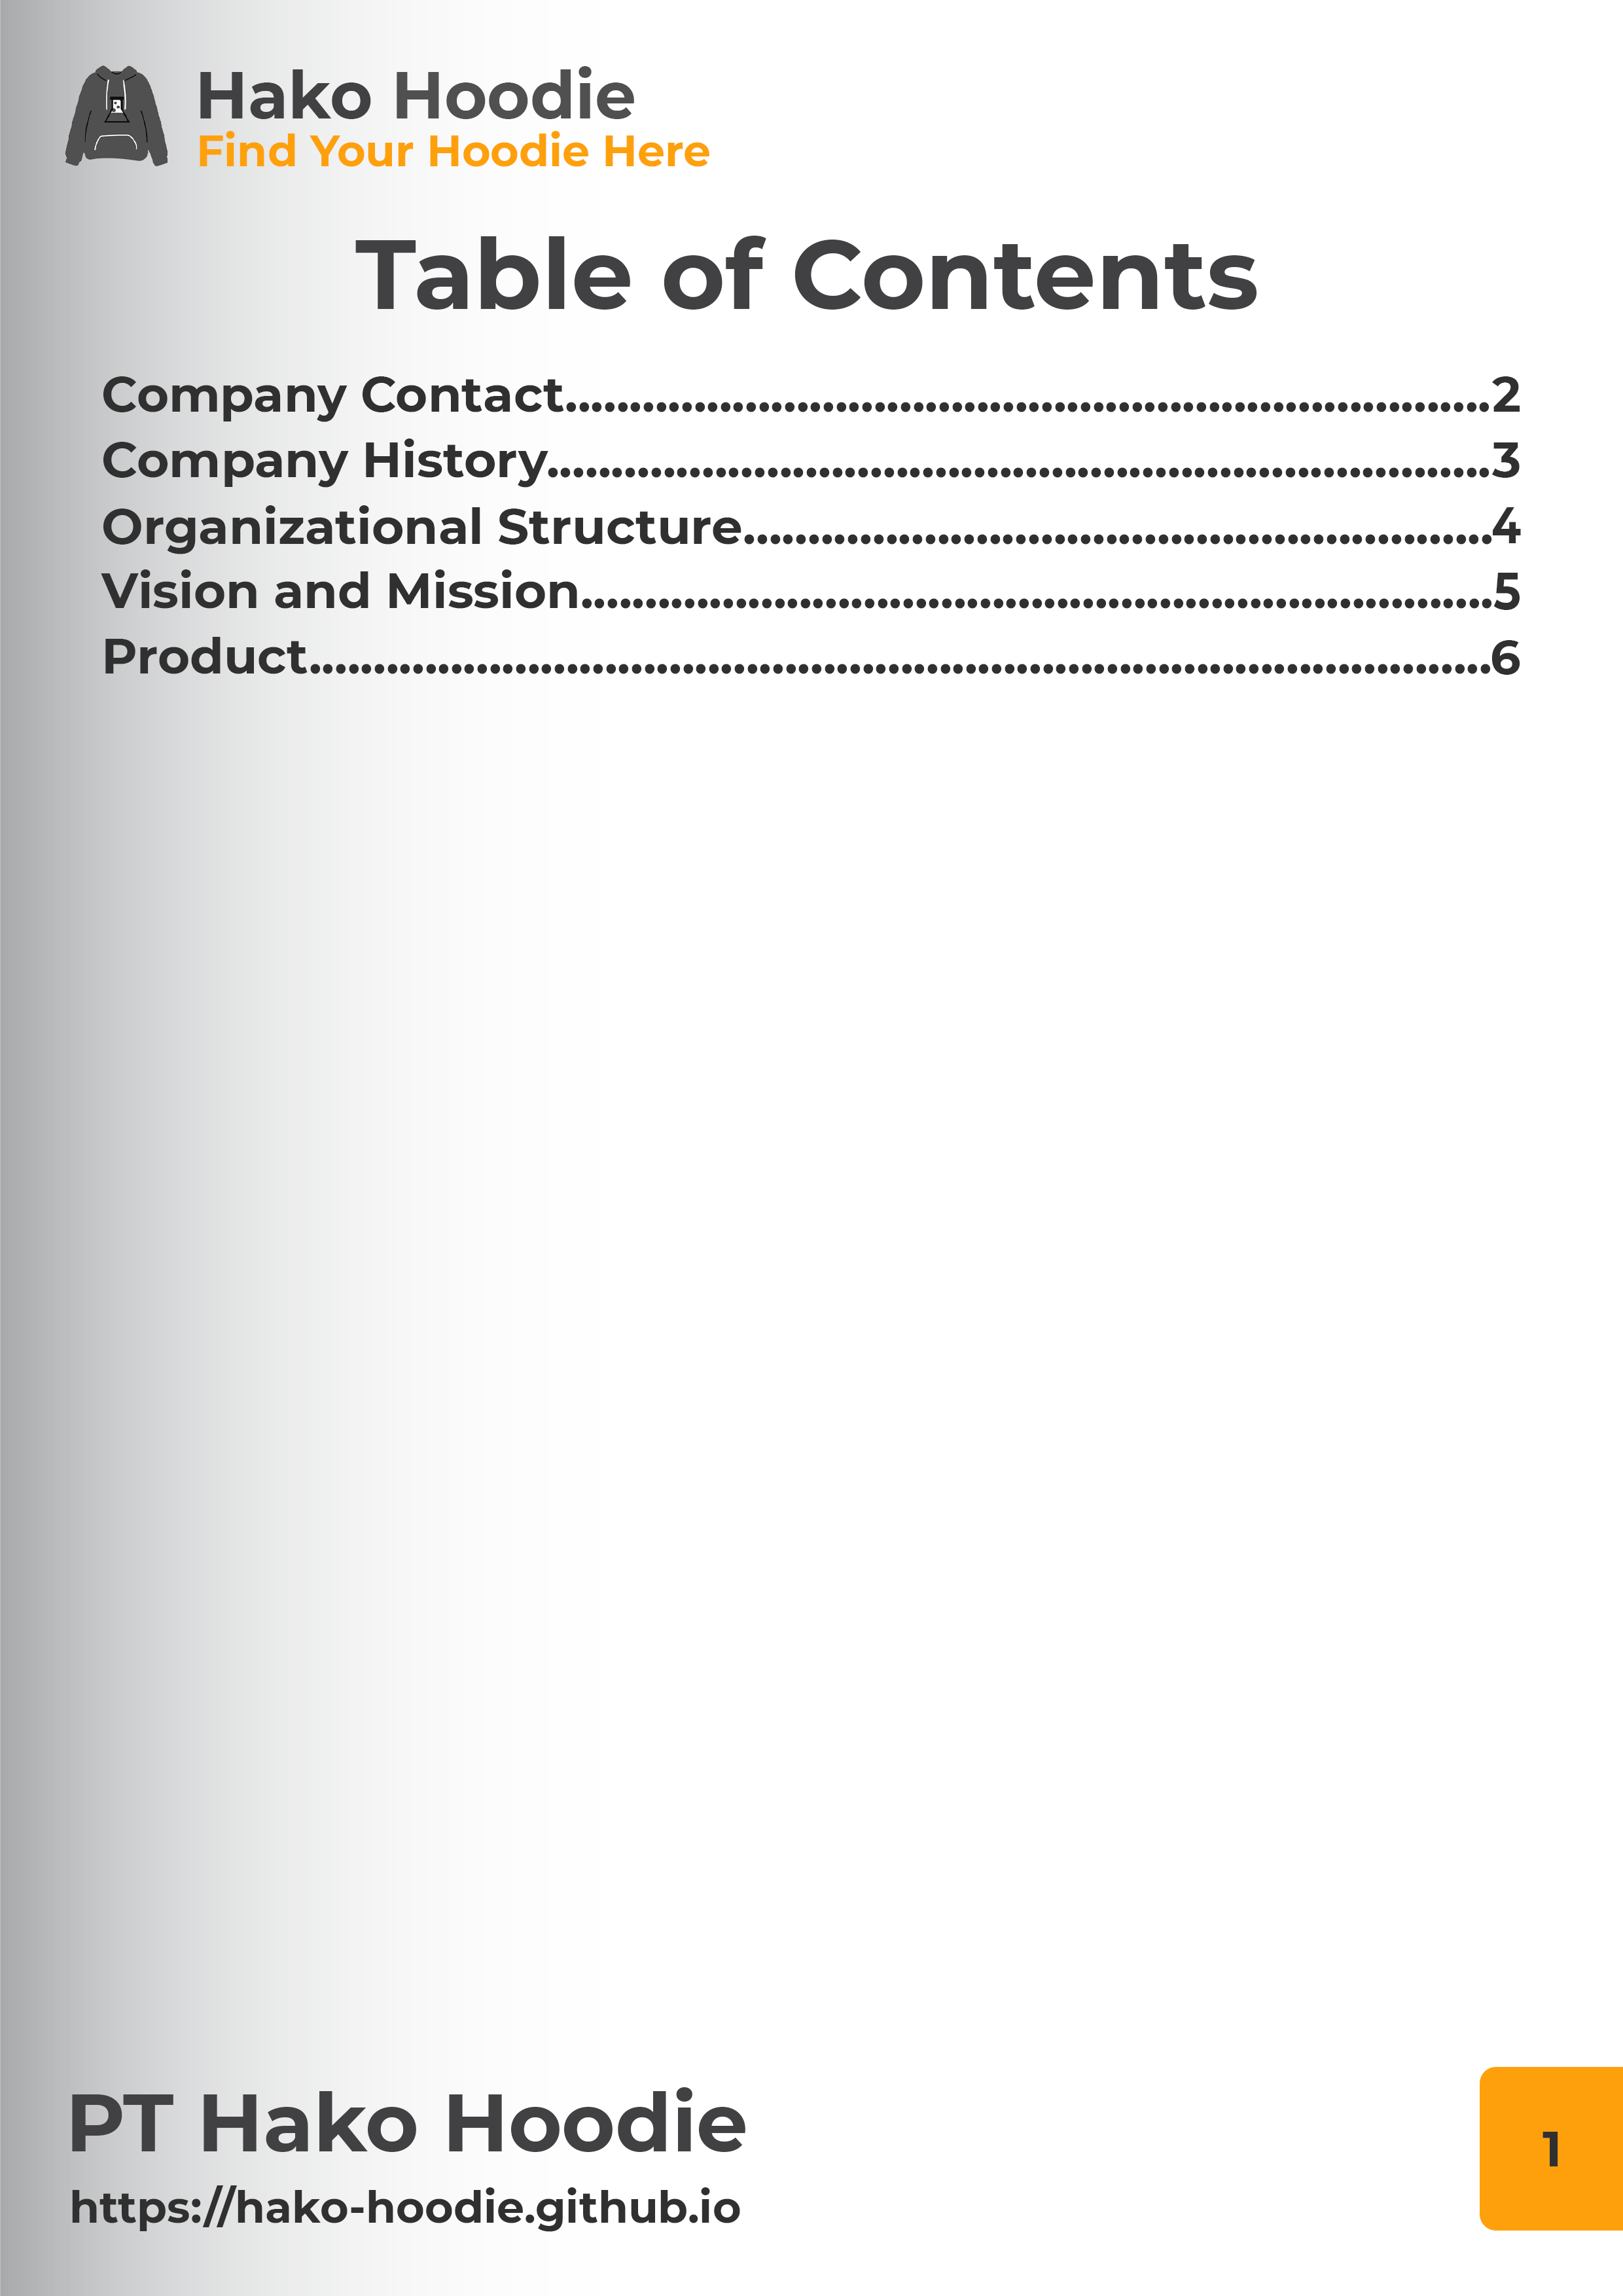 Hako Hoodie
Find Your Hoodie Here
Table of Contents
Company Contact........................................................................2
Company History.........................................................................3
Organizational Structure..........................................................4
Vision and Mission.......................................................................5
Product............................................................................................6
PT Hako Hoodie
https://hako-hoodie.github.io
1